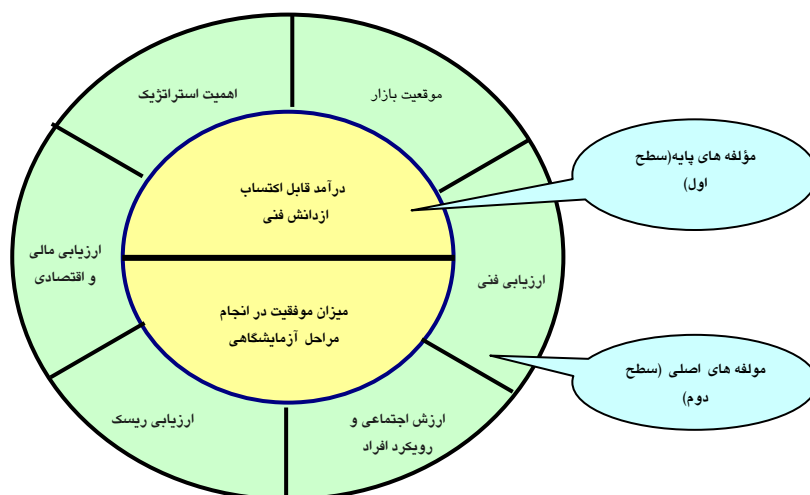 موقعیت بازار
اهمیت استراتژیک
مؤلفه های پایه(سطح
اول)
درآمد قابل اکتساب
ازدانش فنی
ارزیابی فنی
ارزیابی مالی
و اقتصادی
میزان موفقیت در انجام
مراحل آزمایشگاهی
مولفه های اصلی (سطح
دوم)
ارزش اجتماعی و
رویکرد افراد
ارزیابی ریسک